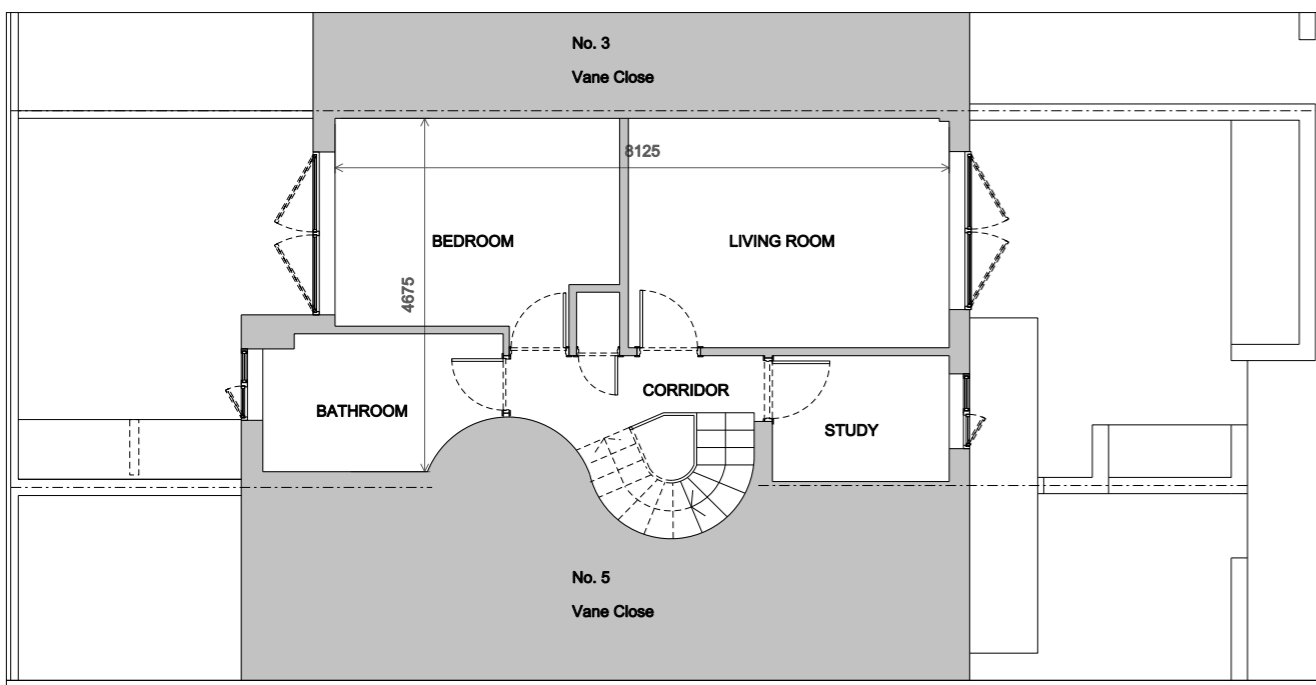 No. 3
Vane Close
8125
BEDROOM
LIVING ROOM
4675
CORRIDOR
BATHROOM
STUDY
No. 5
Vane Close